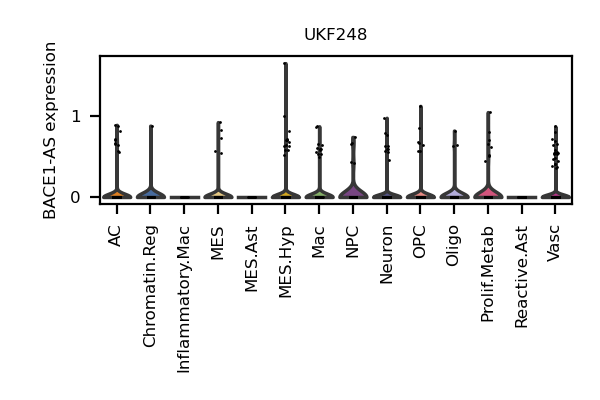 UKF248
BACE1-AS expression
1
0
AC
Chromatin.Reg
Inflammatory.Mac
MES
MES.Ast
MES.Hyp
Mac
NPC
Neuron
OPC
Oligo
Prolif.Metab
Reactive.Ast
Vasc